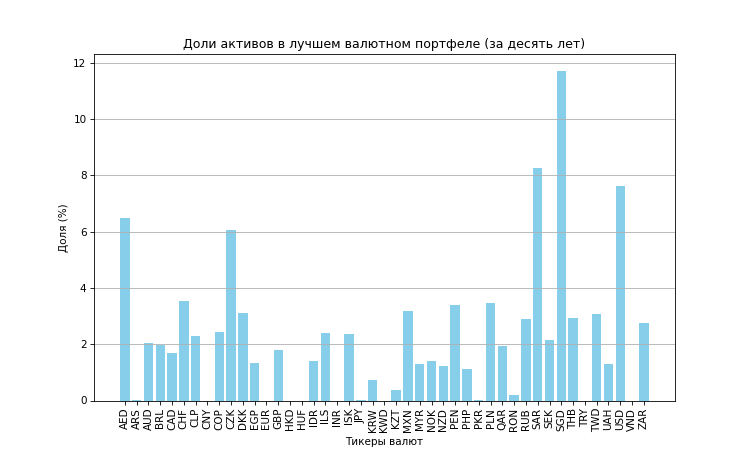 Доли активов в лучшем валютном портфеле (за десять лет)
Доля (%)
12
10
8
6
4
2
0
AED ARS AUD BRL CAD CHF CLP CNY COP CZK DKK EGP EUR GBP HKD HUF IDR ILS INR ISK JPY KRW KWD KZT MXN MYR NOK NZD PEN PHP PKR PLN QAR RON RUB SAR SEK SGD THB TRY TWD UAH USD VND ZAR
Тикеры валют